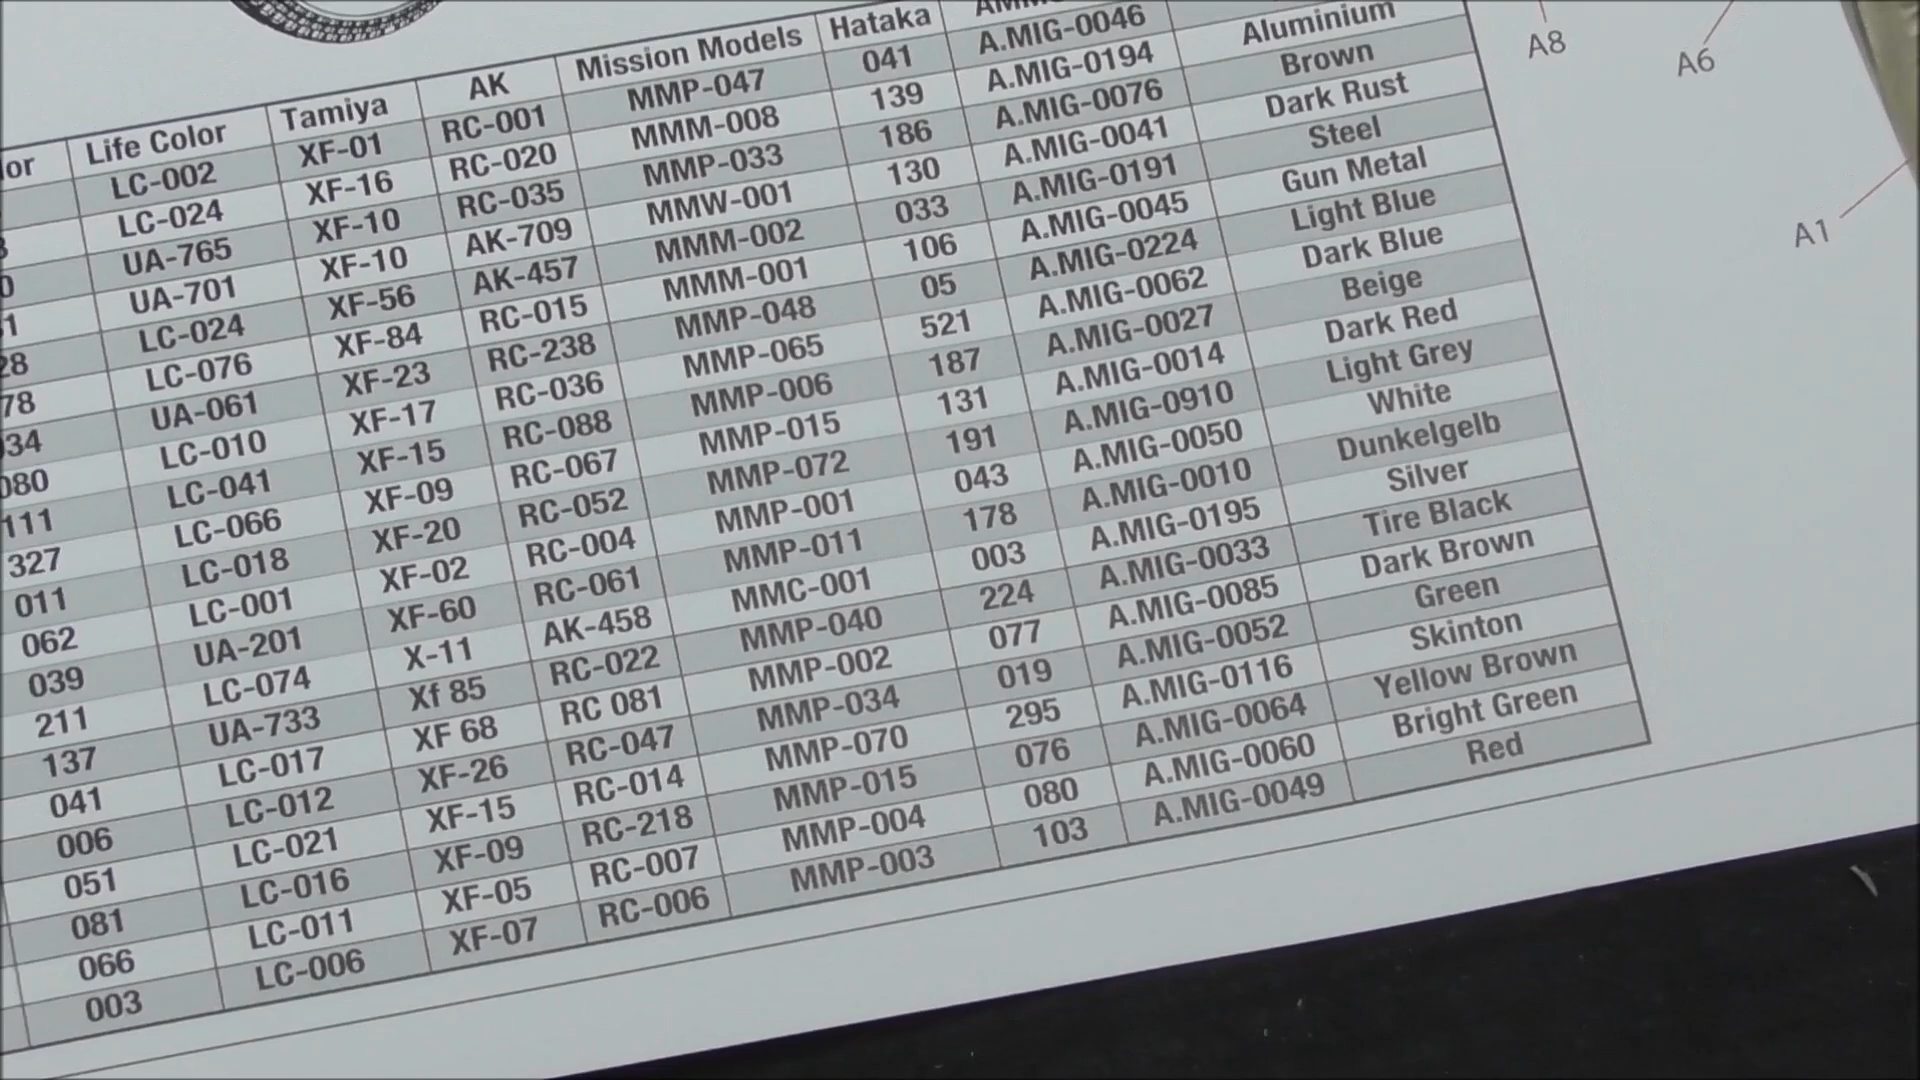 Life Color Tamiya AK Mission Models Hataka
LC-002 XF-01 RC-001 MMP-047 041 A.MIG-0046
LC-024 XF-16 RC-020 MMM-008 139 A.MIG-0194 Aluminium
UA-765 XF-10 RC-035 MMP-033 186 A.MIG-0076 Brown
UA-701 XF-10 AK-709 MMW-001 130 A.MIG-0041 Dark Rust
LC-024 XF-56 AK-457 MMM-002 033 A.MIG-0191 Steel
LC-076 XF-84 RC-015 MMM-001 106 A.MIG-0045 Gun Metal
UA-061 XF-23 RC-238 MMP-048 05 A.MIG-0224 Light Blue
080 LC-010 XF-17 RC-036 MMP-065 521 A.MIG-0062 Dark Blue
111 LC-041 XF-15 RC-088 MMP-006 187 A.MIG-0027 Beige
327 LC-066 XF-09 RC-067 MMP-015 131 A.MIG-0014 Dark Red
011 LC-018 XF-20 RC-052 MMP-072 191 A.MIG-0910 Light Grey
062 LC-001 XF-02 RC-004 MMP-001 043 A.MIG-0050 White
039 UA-201 XF-60 RC-061 MMP-011 178 A.MIG-0010 Dunkelgelb
211 LC-074 X-11 AK-458 MMC-001 003 A.MIG-0195 Silver
137 UA-733 Xf 85 RC-022 MMP-040 224 A.MIG-0033 Tire Black
041 LC-017 XF 68 RC 081 MMP-002 077 A.MIG-0085 Dark Brown
006 LC-012 XF-26 RC-047 MMP-034 019 A.MIG-0052 Green
051 LC-021 XF-15 RC-014 MMP-070 295 A.MIG-0116 Skinton
081 LC-016 XF-09 RC-218 MMP-015 076 A.MIG-0064 Yellow Brown
066 LC-011 XF-05 RC-007 MMP-004 080 A.MIG-0060 Bright Green
003 LC-006 XF-07 RC-006 MMP-003 103 A.MIG-0049 Red
A8
A6
A1